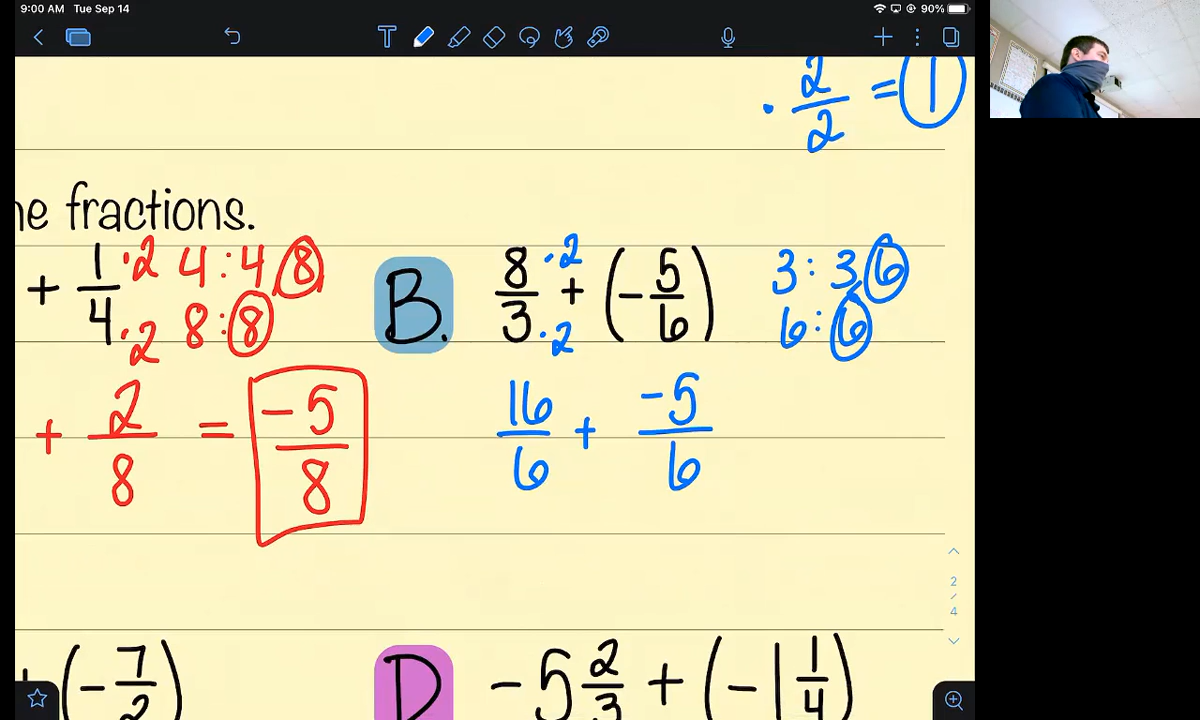 9:00 AM Tue Sep 14
90%
T
· 2/2 = 1
he fractions.
+ 1/4 ·2 ·2
4: 4 8
8: 8
+ 2/8 = -5/8
B. 8/3 ·2 ·2 + (-5/6)
3: 3, 6
6: 6
16/6 + -5/6
2/4
+ (-7/2)
D -5 2/3 + (-1 1/4)